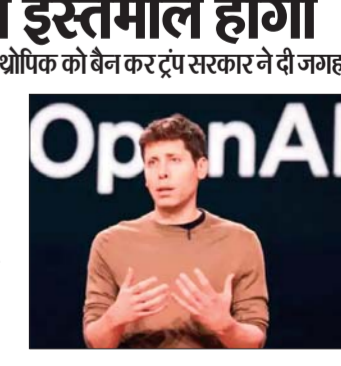 इस्तेमाल होगा
थ्रोपिक को बैन कर ट्रंप सरकार ने दी जगह
Op nAI